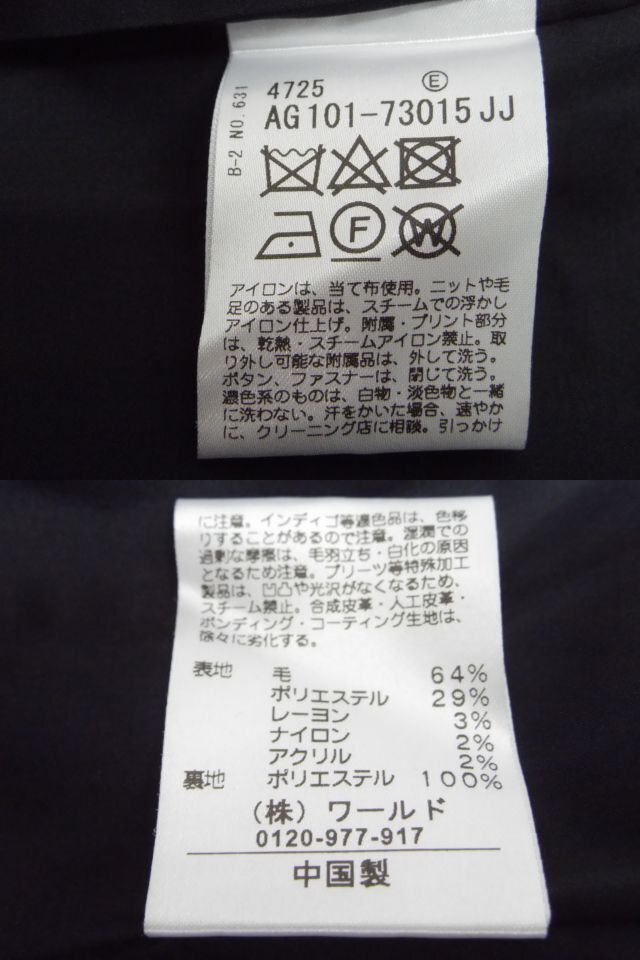 B-2 NO.631
4725 E
AG101-73015JJ
F W
アイロンは、当て布使用。ニットや毛
足のある製品は、スチームでの浮かし
アイロン仕上げ。附属・プリント部分
は、乾熱・スチームアイロン禁止。取
り外し可能な附属品は、外して洗う。
ボタン、ファスナーは、閉じて洗う。
濃色系のものは、白物・淡色物と一緒
に洗わない。汗をかいた場合、速やか
に、クリーニング店に相談。引っかけ
に注意。インディゴ等濃色品は、色移
りすることがあるので注意。湿潤での
過剰な摩擦は、毛羽立ち・白化の原因
となるため注意。プリーツ等特殊加工
製品は、凹凸や光沢がなくなるため、
スチーム禁止。合成皮革・人工皮革・
ボンディング・コーティング生地は、
徐々に劣化する。
表地 毛 64%
ポリエステル 29%
レーヨン 3%
ナイロン 2%
アクリル 2%
裏地 ポリエステル 100%
（株）ワールド
0120-977-917
中国製